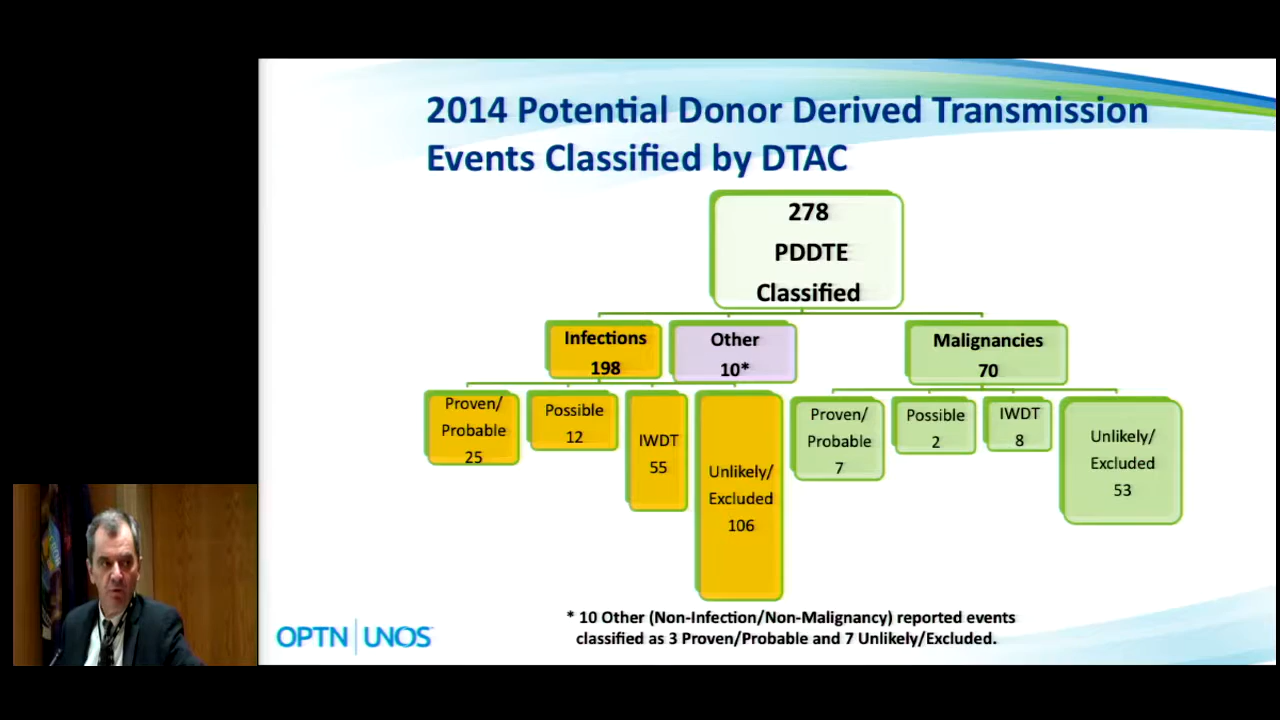 2014 Potential Donor Derived Transmission
Events Classified by DTAC
278
PDDTE
Classified
Infections
198
Other
10*
Malignancies
70
Proven/
Probable
25
Possible
12
IWDT
55
Unlikely/
Excluded
106
Proven/
Probable
7
Possible
2
IWDT
8
Unlikely/
Excluded
53
* 10 Other (Non-Infection/Non-Malignancy) reported events
classified as 3 Proven/Probable and 7 Unlikely/Excluded.
OPTN | UNOS